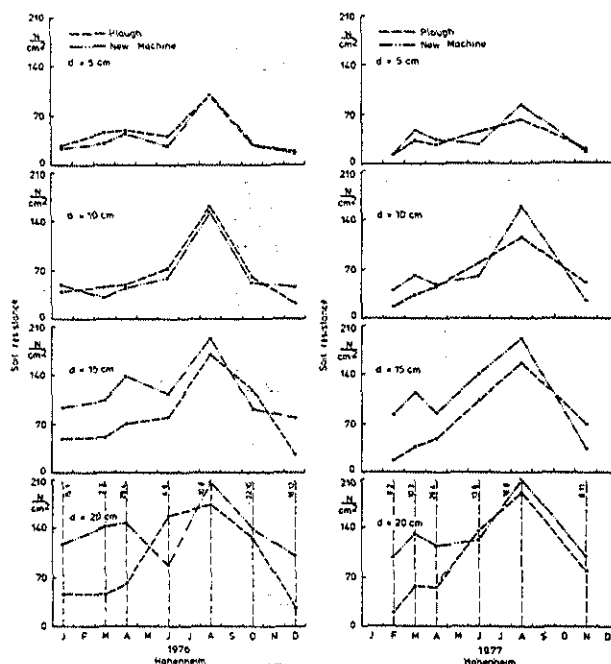 210
N/cm²
140
70
0
Plough
New Machine
d = 5 cm
210
N/cm²
140
70
0
Plough
New Machine
d = 5 cm
210
N/cm²
140
70
0
d = 10 cm
210
N/cm²
140
70
0
d = 10 cm
Soil resistance
Soil resistance
210
N/cm²
140
70
0
d = 15 cm
210
N/cm²
140
70
0
d = 15 cm
210
N/cm²
140
70
0
d = 20 cm
210
N/cm²
140
70
0
d = 20 cm
J F M A M J J A S O N D
1976
Hohenheim
J F M A M J J A S O N D
1977
Hohenheim